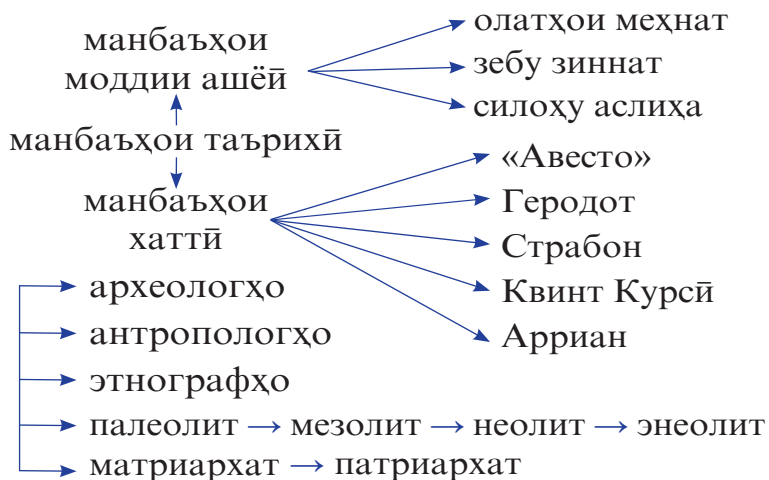 манбаъҳои
моддии ашёӣ
олатҳои меҳнат
зебу зиннат
силоҳу аслиҳа
манбаъҳои таърихӣ
манбаъҳои
хаттӣ
«Авесто»
Геродот
Страбон
Квинт Курсӣ
Арриан
археологҳо
антропологҳо
этнографҳо
палеолит → мезолит → неолит → энеолит
матриархат → патриархат